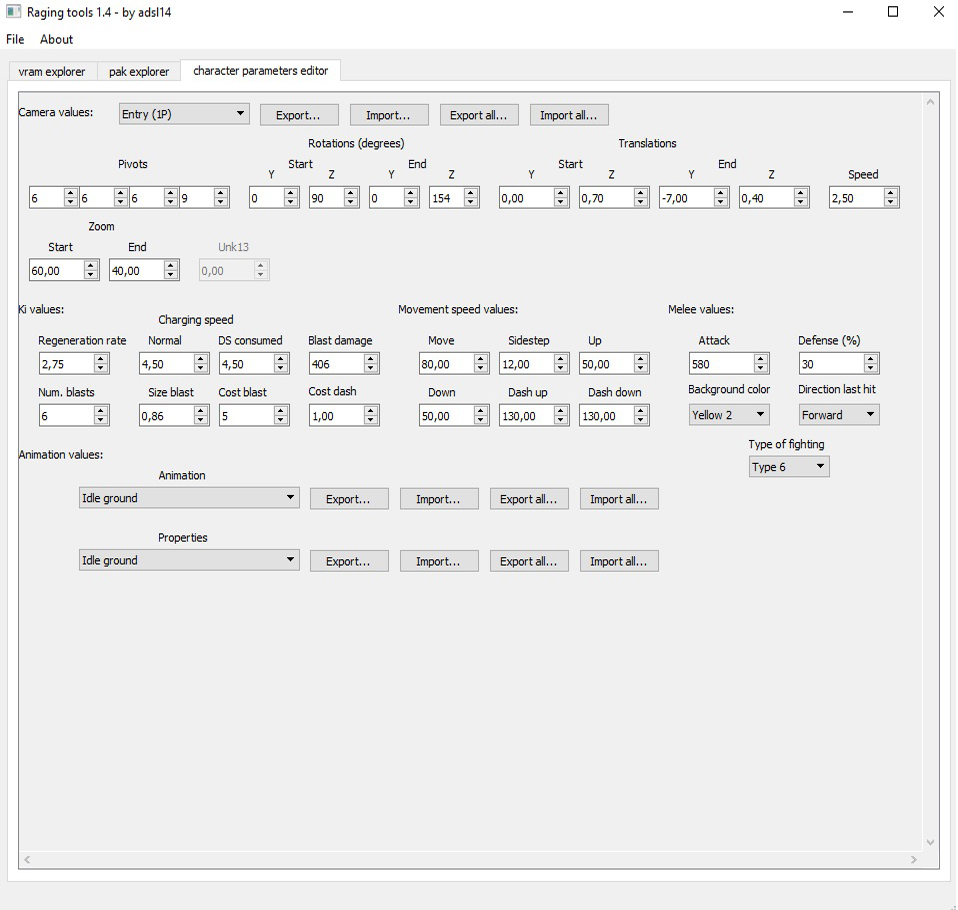 Raging tools 1.4 - by adsl14
File About
vram explorer pak explorer character parameters editor
Camera values: Entry (1P) Export... Import... Export all... Import all...
Rotations (degrees) Translations
Pivots Start End Start End
Y Z Y Z Y Z Y Z Speed
6 6 6 9 0 90 0 154 0,00 0,70 -7,00 0,40 2,50
Zoom
Start End Unk13
60,00 40,00 0,00
Ki values: Movement speed values: Melee values:
Charging speed
Regeneration rate Normal DS consumed Blast damage Move Sidestep Up Attack Defense (%)
2,75 4,50 4,50 406 80,00 12,00 50,00 580 30
Num. blasts Size blast Cost blast Cost dash Down Dash up Dash down Background color Direction last hit
6 0,86 5 1,00 50,00 130,00 130,00 Yellow 2 Forward
Type of fighting
Type 6
Animation values:
Animation
Idle ground Export... Import... Export all... Import all...
Properties
Idle ground Export... Import... Export all... Import all...